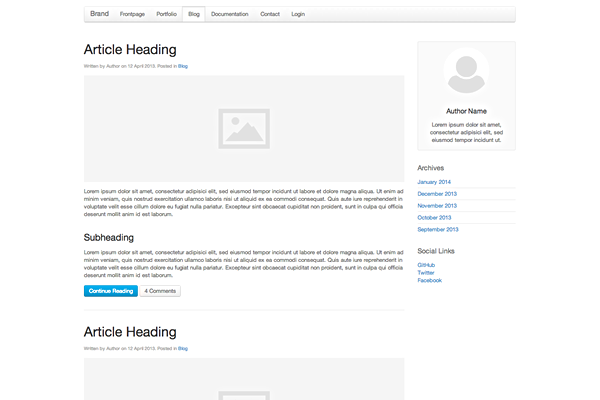 Brand Frontpage Portfolio Blog Documentation Contact Login
Article Heading
Written by Author on 12 April 2013. Posted in Blog
Lorem ipsum dolor sit amet, consectetur adipisici elit, sed eiusmod tempor incidunt ut labore et dolore magna aliqua. Ut enim ad
minim veniam, quis nostrud exercitation ullamco laboris nisi ut aliquid ex ea commodi consequat. Quis aute iure reprehenderit in
voluptate velit esse cillum dolore eu fugiat nulla pariatur. Excepteur sint obcaecat cupiditat non proident, sunt in culpa qui officia
deserunt mollit anim id est laborum.
Subheading
Lorem ipsum dolor sit amet, consectetur adipisici elit, sed eiusmod tempor incidunt ut labore et dolore magna aliqua. Ut enim ad
minim veniam, quis nostrud exercitation ullamco laboris nisi ut aliquid ex ea commodi consequat. Quis aute iure reprehenderit in
voluptate velit esse cillum dolore eu fugiat nulla pariatur. Excepteur sint obcaecat cupiditat non proident, sunt in culpa qui officia
deserunt mollit anim id est laborum.
Continue Reading 4 Comments
Article Heading
Written by Author on 12 April 2013. Posted in Blog
Author Name
Lorem ipsum dolor sit amet,
consectetur adipisici elit, sed
eiusmod tempor incidunt ut.
Archives
January 2014
December 2013
November 2013
October 2013
September 2013
Social Links
GitHub
Twitter
Facebook